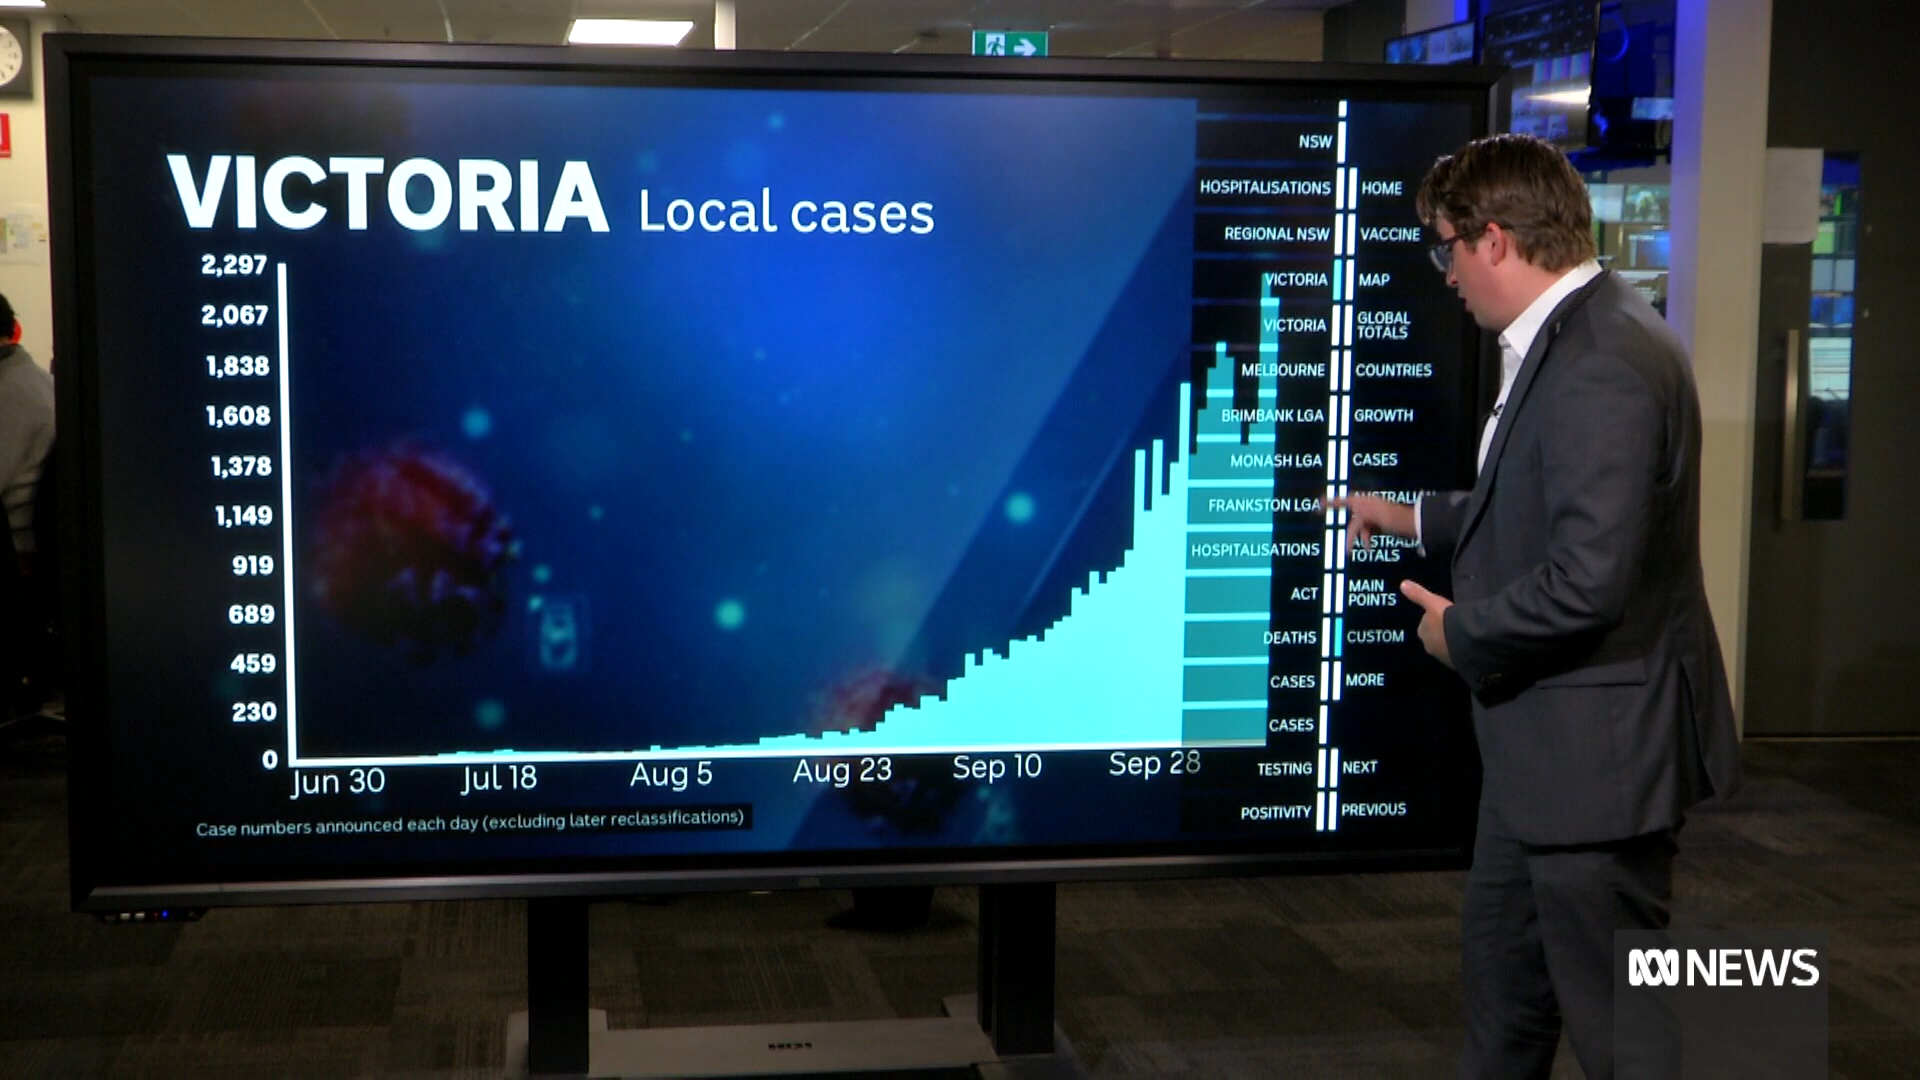 VICTORIA Local cases
2,297
2,067
1,838
1,608
1,378
1,149
919
689
459
230
0
Jun 30 Jul 18 Aug 5 Aug 23 Sep 10 Sep 28
Case numbers announced each day (excluding later reclassifications)
NSW
HOSPITALISATIONS
REGIONAL NSW
VICTORIA
VICTORIA
MELBOURNE
BRIMBANK LGA
MONASH LGA
FRANKSTON LGA
HOSPITALISATIONS
ACT
DEATHS
CASES
CASES
TESTING
POSITIVITY
HOME
VACCINE
MAP
GLOBAL
TOTALS
COUNTRIES
GROWTH
CASES
AUSTRALIAN
TOTALS
MAIN
POINTS
CUSTOM
MORE
NEXT
PREVIOUS
NEWS